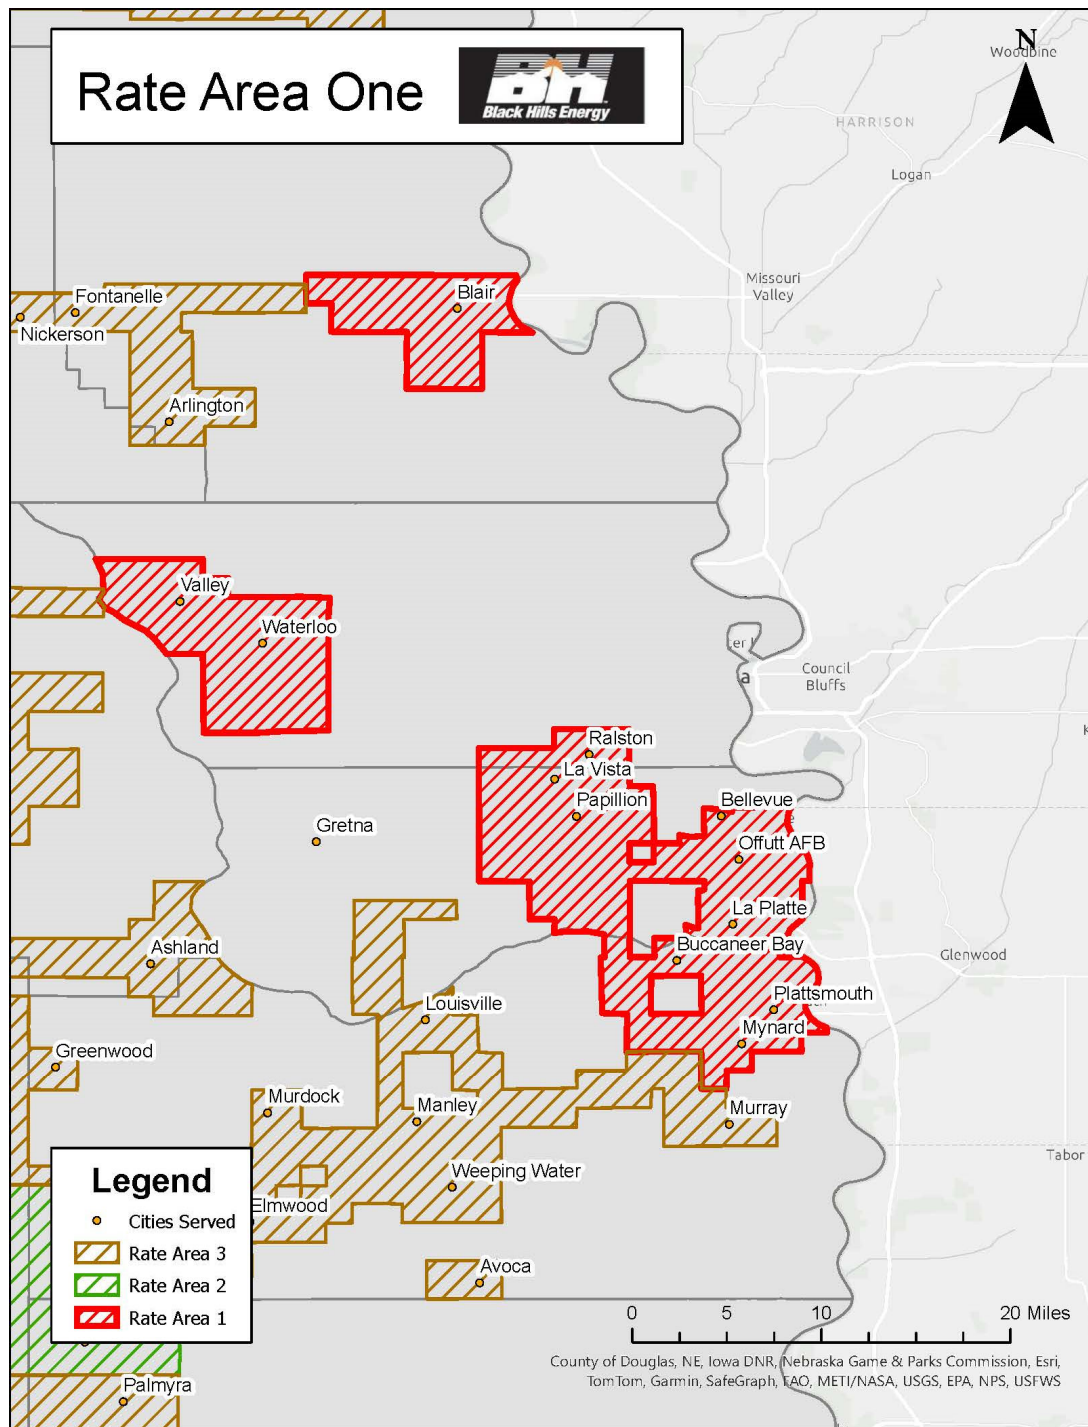 Rate Area One
BH
Black Hills Energy
N
Woodbine
HARRISON
Logan
Missouri
Valley
Blair
Fontanelle
Nickerson
Arlington
Valley
Waterloo
Council
Bluffs
Ralston
La Vista
Papillion
Bellevue
Gretna
Offutt AFB
La Platte
Buccaneer Bay
Glenwood
Ashland
Plattsmouth
Louisville
Mynard
Greenwood
Murdock
Manley
Murray
Tabor
Weeping Water
Elmwood
Avoca
Palmyra
Legend
Cities Served
Rate Area 3
Rate Area 2
Rate Area 1
0 5 10 20 Miles
County of Douglas, NE, Iowa DNR, Nebraska Game & Parks Commission, Esri,
TomTom, Garmin, SafeGraph, FAO, METI/NASA, USGS, EPA, NPS, USFWS